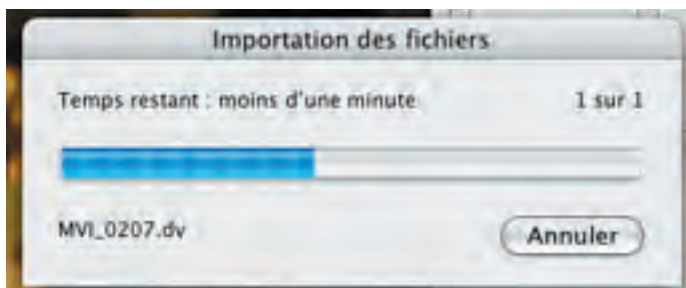 Importation des fichiers
Temps restant : moins d'une minute 1 sur 1
MVI_0207.dv
Annuler